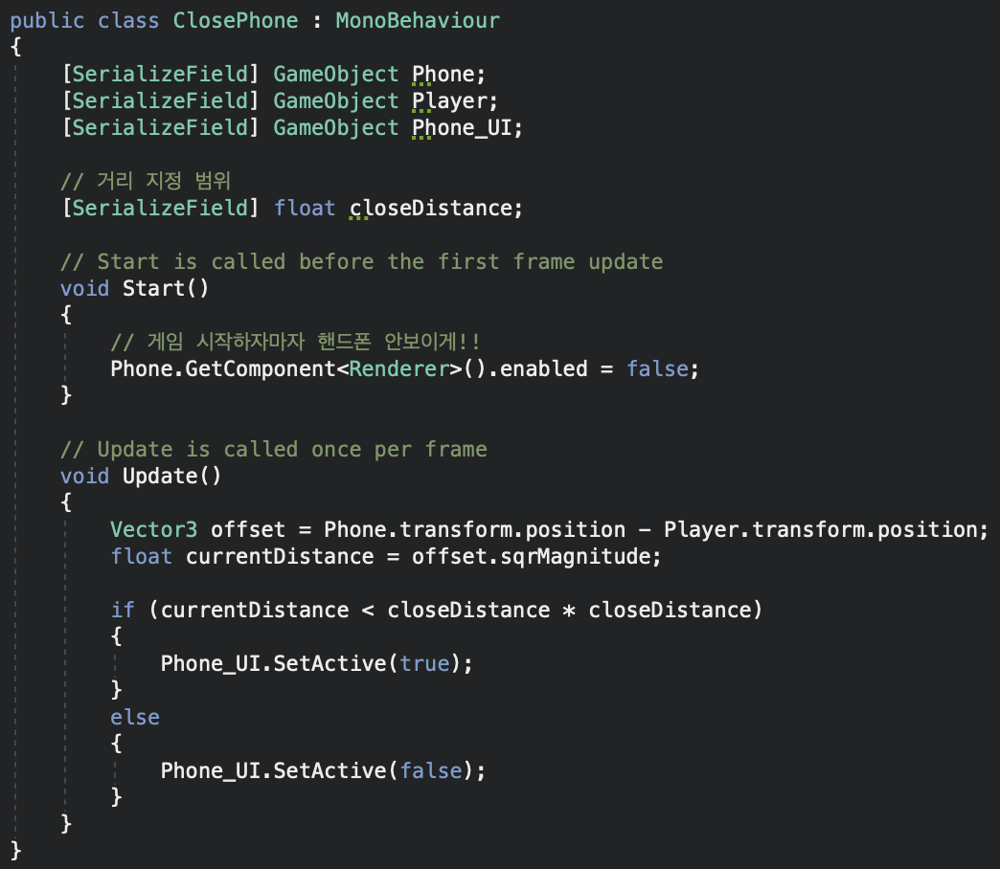 public class ClosePhone : MonoBehaviour
{
[SerializeField] GameObject Phone;
[SerializeField] GameObject Player;
[SerializeField] GameObject Phone_UI;
// 거리 지정 범위
[SerializeField] float closeDistance;
// Start is called before the first frame update
void Start()
{
// 게임 시작하자마자 핸드폰 안보이게!!
Phone.GetComponent<Renderer>().enabled = false;
}
// Update is called once per frame
void Update()
{
Vector3 offset = Phone.transform.position - Player.transform.position;
float currentDistance = offset.sqrMagnitude;
if (currentDistance < closeDistance * closeDistance)
{
Phone_UI.SetActive(true);
}
else
{
Phone_UI.SetActive(false);
}
}
}